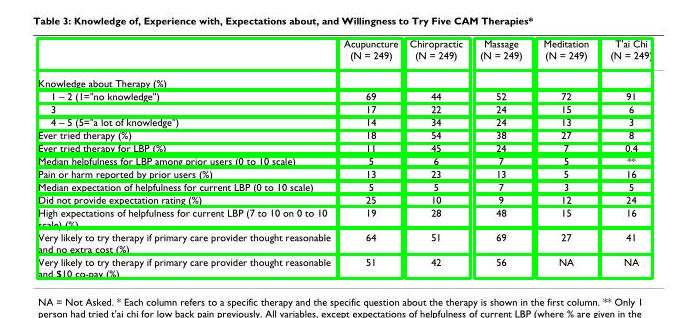 Table 3: Knowledge of, Experience with, Expectations about, and Willingness to Try Five CAM Therapies*
Acupuncture Chiropractic Massage Meditation T'ai Chi
(N = 249) (N = 249) (N = 249) (N = 249) (N = 249)
Knowledge about Therapy (%)
1 – 2 (1="no knowledge") 69 44 52 72 91
3 17 22 24 15 6
4 – 5 (5="a lot of knowledge") 14 34 24 13 3
Ever tried therapy (%) 18 54 38 27 8
Ever tried therapy for LBP (%) 11 45 24 7 0.4
Median helpfulness for LBP among prior users (0 to 10 scale) 5 6 7 5 **
Pain or harm reported by prior users (%) 13 23 13 5 16
Median expectation of helpfulness for current LBP (0 to 10 scale) 5 5 7 3 5
Did not provide expectation rating (%) 25 10 9 12 24
High expectations of helpfulness for current LBP (7 to 10 on 0 to 10 19 28 48 15 16
scale) (%)
Very likely to try therapy if primary care provider thought reasonable 64 51 69 27 41
and no extra cost (%)
Very likely to try therapy if primary care provider thought reasonable 51 42 56 NA NA
and $10 co-pay (%)
NA = Not Asked. * Each column refers to a specific therapy and the specific question about the therapy is shown in the first column. ** Only 1
person had tried t'ai chi for low back pain previously. All variables, except expectations of helpfulness of current LBP (where % are given in the